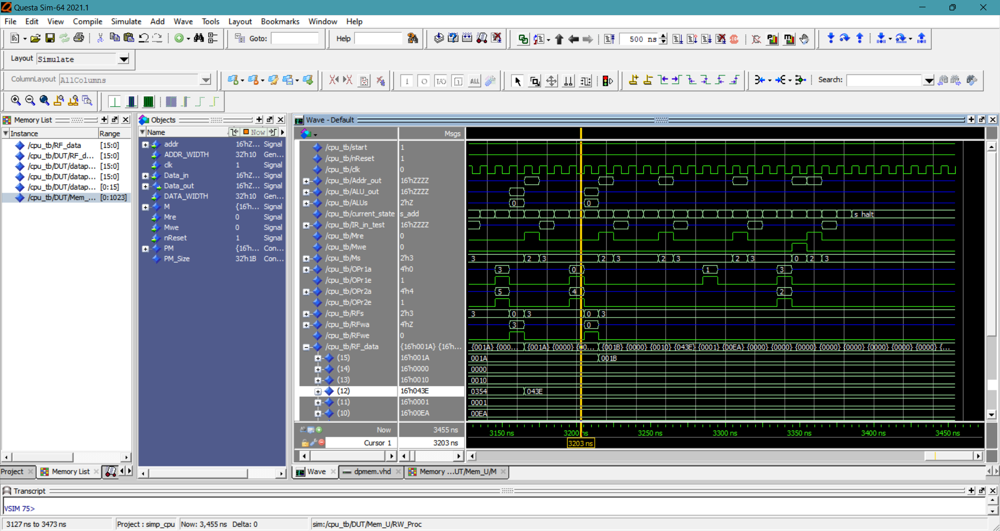 Questa Sim-64 2021.1
File Edit View Compile Simulate Add Wave Tools Layout Bookmarks Window Help
Goto: Help 500 ns
Layout Simulate
ColumnLayout AllColumns Search:
Memory List
Instance Range
/cpu_tb/RF_data [15:0]
/cpu_tb/DUT/RF_d... [15:0]
/cpu_tb/DUT/datap... [15:0]
/cpu_tb/DUT/datap... [15:0]
/cpu_tb/DUT/datap... [0:15]
/cpu_tb/DUT/Mem_... [0:1023]
Project Memory List
Objects
Name Now
addr 16'hZ... Signal
ADDR_WIDTH 32'h10 Gen...
clk 1 Signal
Data_in 16'hZ... Signal
Data_out 16'hZ... Signal
DATA_WIDTH 32'h10 Gen...
M {16'h... Signal
Mre 0 Signal
Mwe 0 Signal
nReset 1 Signal
PM {16'h... Con...
PM_Size 32'h1B Con...
Wave - Default
Msgs
/cpu_tb/start 1
/cpu_tb/nReset 1
/cpu_tb/clk 0
/cpu_tb/Addr_out 16'hZZZZ
/cpu_tb/ALU_out 16'hZZZZ
/cpu_tb/ALUs 2'hZ 0 0
/cpu_tb/current_state s_add s_halt
/cpu_tb/IR_in_test 16'hZZZZ
/cpu_tb/Mre 0
/cpu_tb/Mwe 0
/cpu_tb/Ms 2'h3 3 2 3 2 3 2 3 2 3 0 2 3
/cpu_tb/OPr1a 4'h0 3 0 1 3
/cpu_tb/OPr1e 1
/cpu_tb/OPr2a 4'h4 5 4 2
/cpu_tb/OPr2e 1
/cpu_tb/RFs 2'h3 3 0 3 0 3
/cpu_tb/RFwa 4'hZ 3 0
/cpu_tb/RFwe 0
/cpu_tb/RF_data {16'h001A} {16'h... {001A} {000... {001A} {0000} {0... {001B} {0000} {0010} {043E} {0001} {00EA} {0000} {0000} {0000} {0000} {0000} {0000} {0000} {0000} {...
(15) 16'h001A 001A 001B
(14) 16'h0000 0000
(13) 16'h0010 0010
(12) 16'h043E 0354 043E
(11) 16'h0001 0001
(10) 16'h00EA 00EA
Now 3455 ns 3150 ns 3200 ns 3250 ns 3300 ns 3350 ns 3400 ns 3450 ns
Cursor 1 3203 ns 3203 ns
Wave dpmem.vhd Memory ...UT/Mem_U/M
Transcript
VSIM 75>
3127 ns to 3473 ns Project : simp_cpu Now: 3,455 ns Delta: 0 sim:/cpu_tb/DUT/Mem_U/RW_Proc